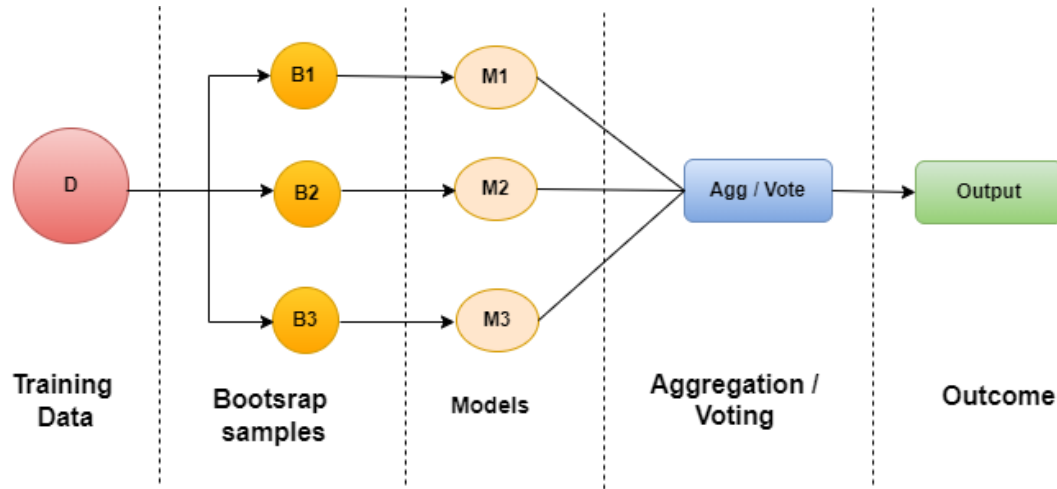 B1
M1
D
B2
M2
Agg / Vote
Output
B3
M3
Training
Data
Bootsrap
samples
Models
Aggregation /
Voting
Outcome